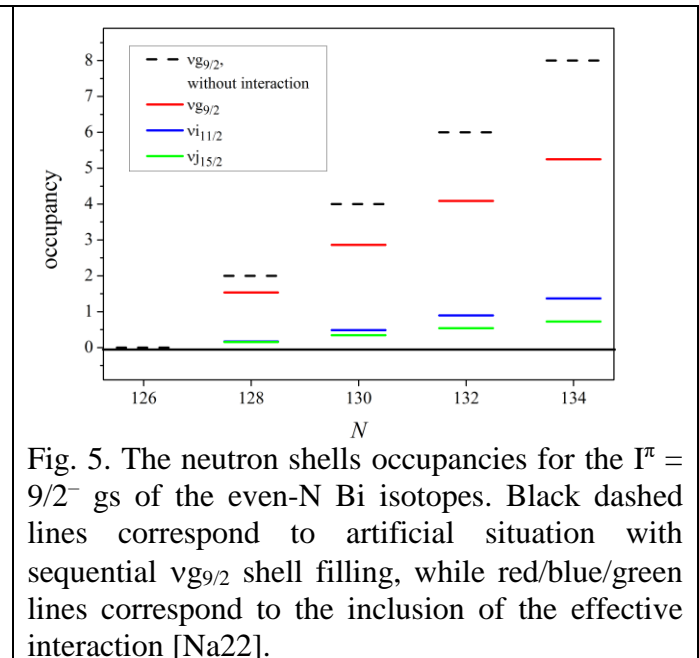 8
7
6
5
4
3
2
1
0
occupancy
νg9/2,
without interaction
νg9/2
νi11/2
νj15/2
126 128 130 132 134
N
Fig. 5. The neutron shells occupancies for the Iπ =
9/2– gs of the even-N Bi isotopes. Black dashed
lines correspond to artificial situation with
sequential νg9/2 shell filling, while red/blue/green
lines correspond to the inclusion of the effective
interaction [Na22].